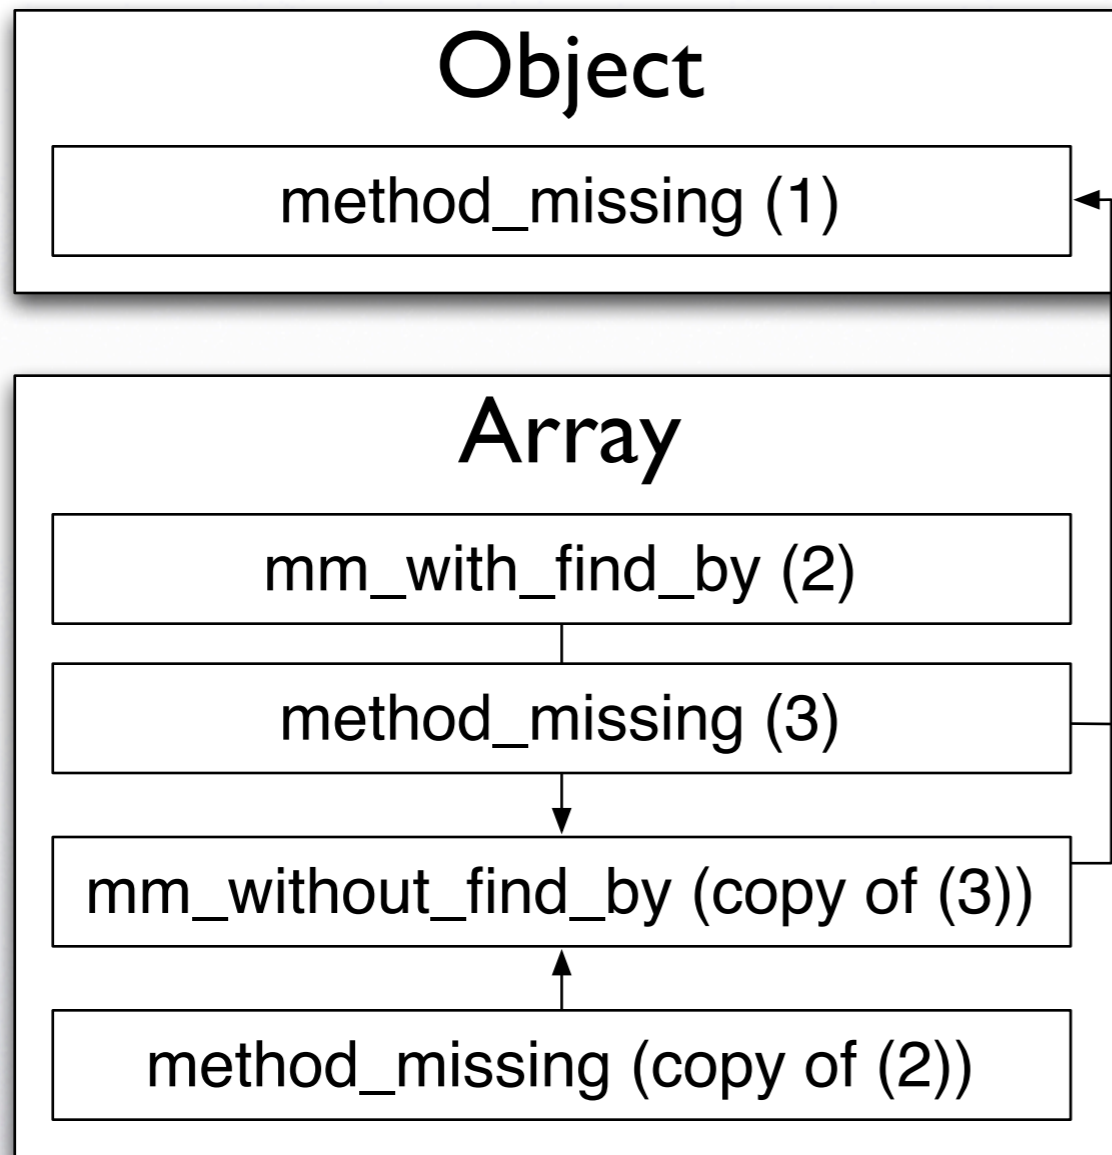 Object
method_missing (1)
Array
mm_with_find_by (2)
method_missing (3)
mm_without_find_by (copy of (3))
method_missing (copy of (2))